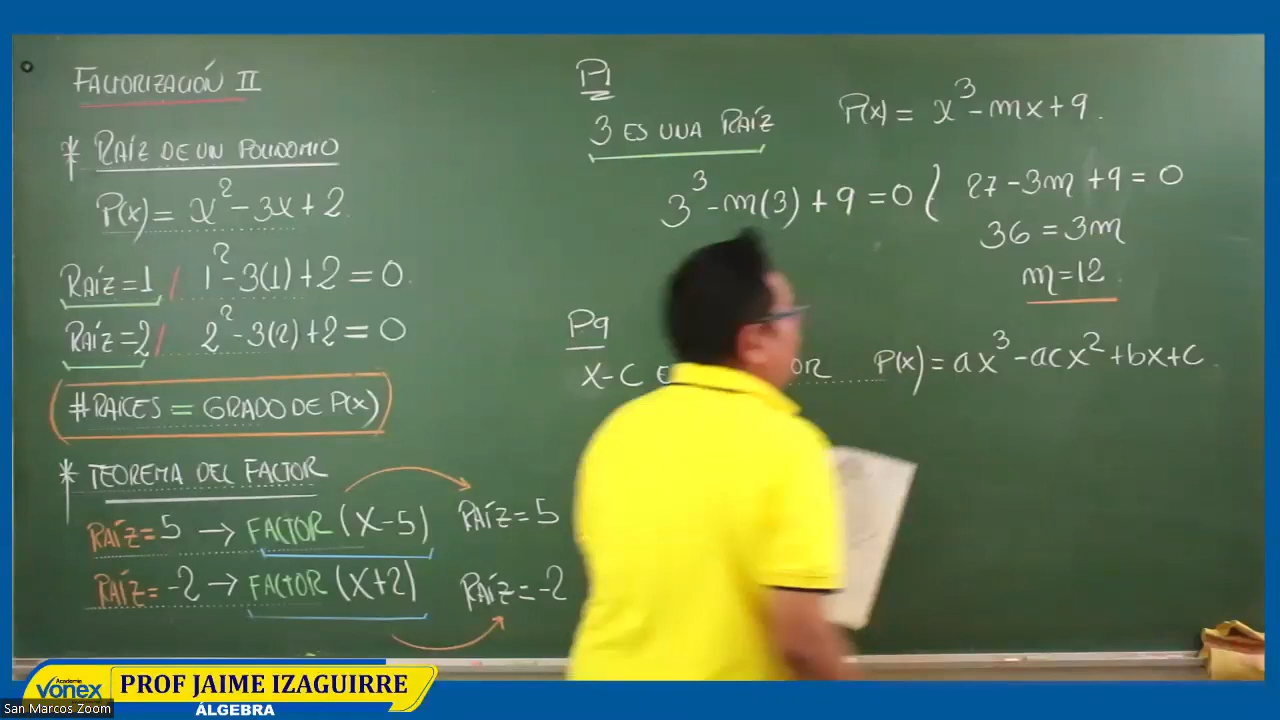 FACTORIZACIÓN II
* RAÍZ DE UN POLINOMIO
P(x) = x² - 3x + 2.
RAÍZ = 1 / 1² - 3(1) + 2 = 0.
RAÍZ = 2 / 2² - 3(2) + 2 = 0
# RAICES = GRADO DE P(x)
* TEOREMA DEL FACTOR
RAÍZ = 5 → FACTOR (X - 5) RAÍZ = 5
RAÍZ = -2 → FACTOR (X + 2) RAÍZ = -2
P1
3 ES UNA RAÍZ P(x) = x³ - mx + 9.
3³ - m(3) + 9 = 0 27 - 3m + 9 = 0
36 = 3m
m = 12.
P9
X - C P(x) = ax³ - acx² + bx + c.
Academia
vonex
PROF JAIME IZAGUIRRE
ÁLGEBRA
San Marcos Zoom